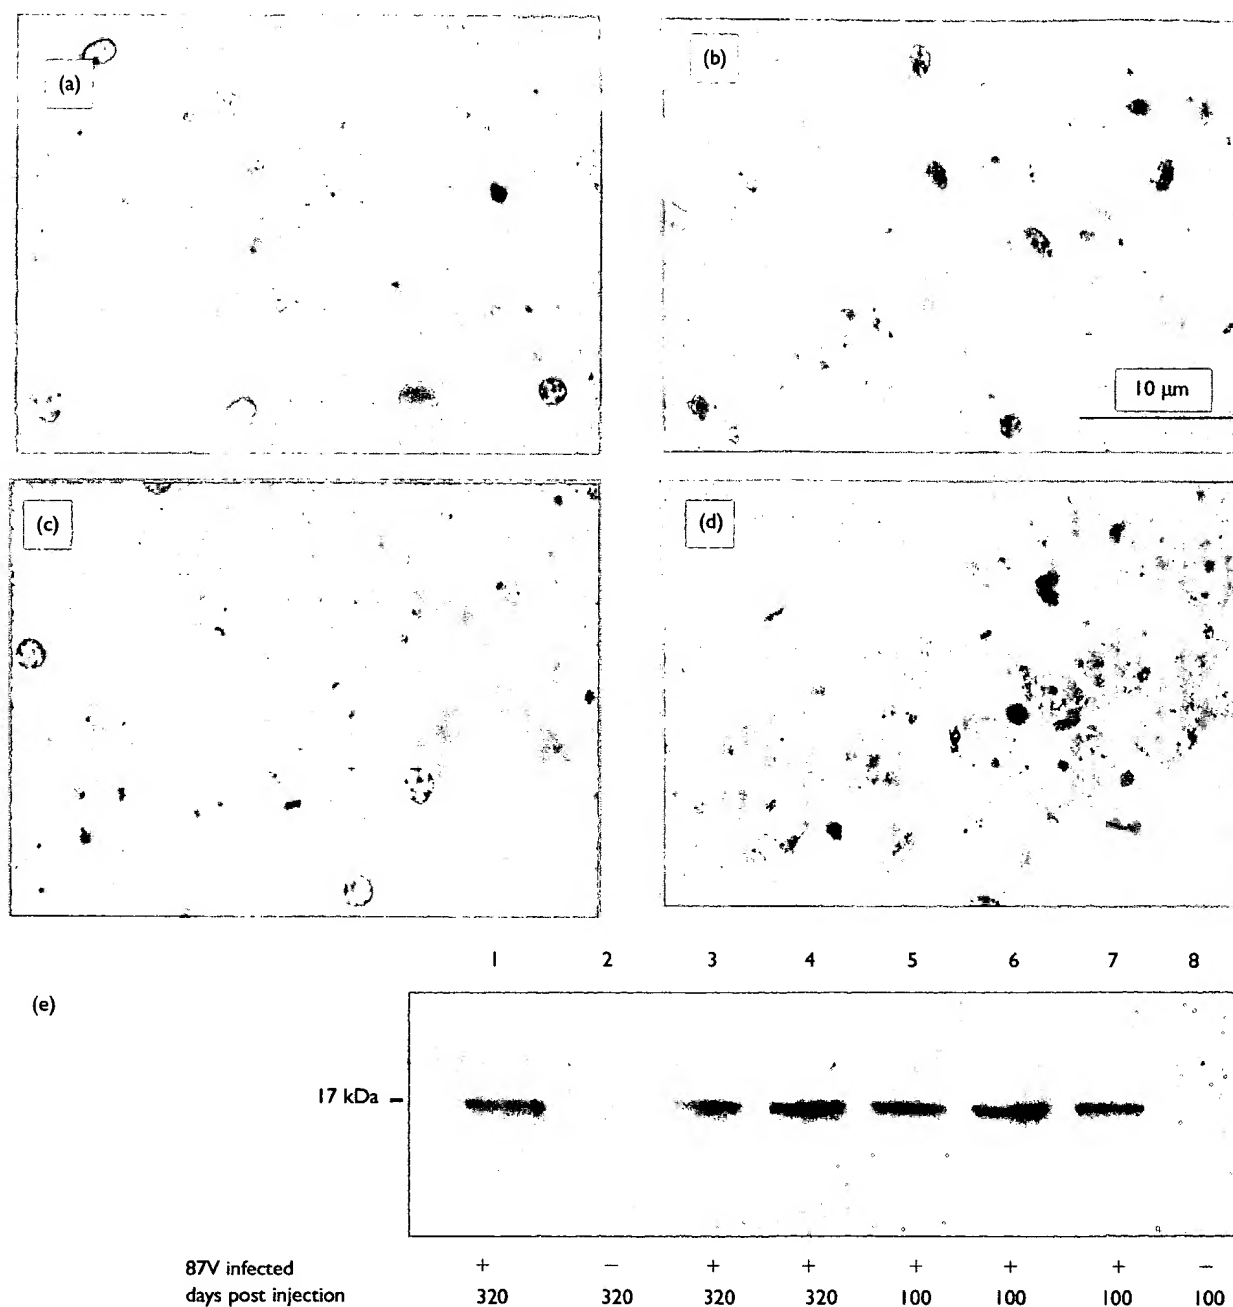 (a)
(b)
10 µm
(c)
(d)
1 2 3 4 5 6 7 8
(e)
17 kDa
87V infected + − + + + + + −
days post injection 320 320 320 320 100 100 100 100